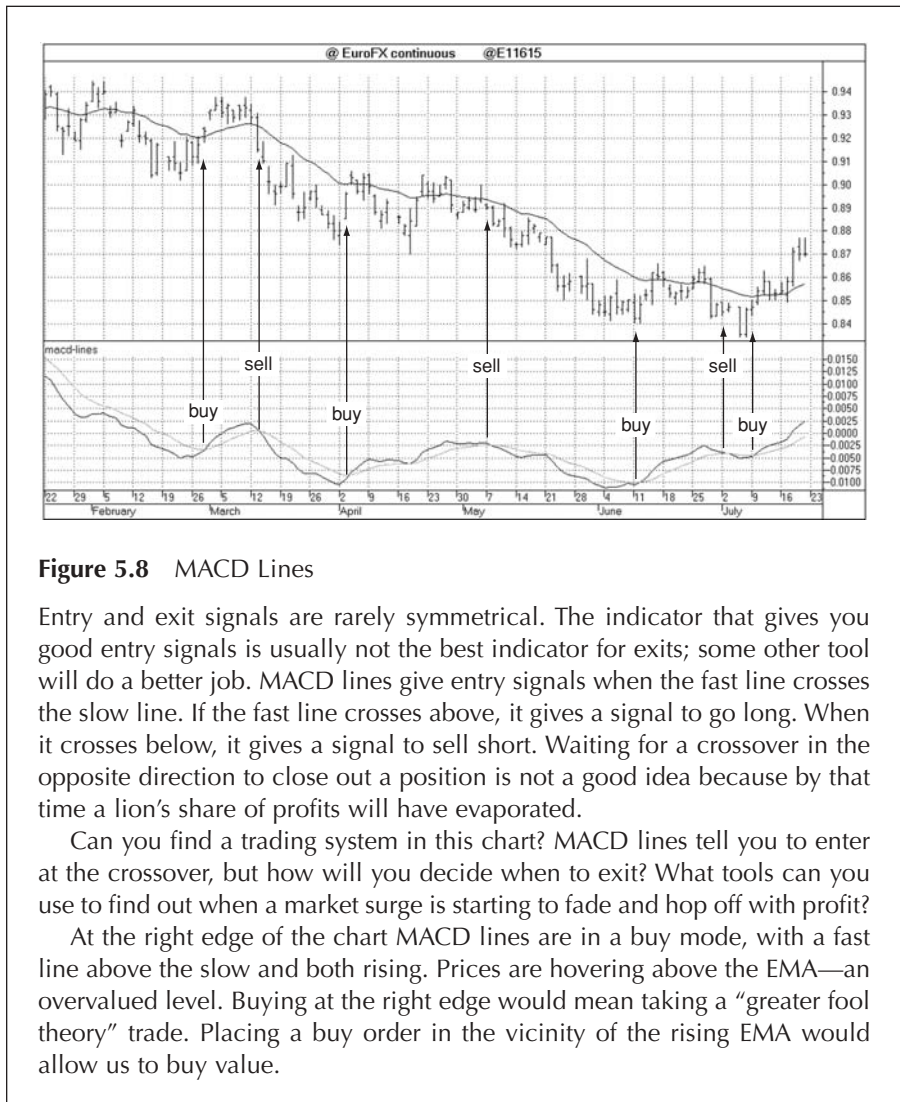 @ EuroFX continuous @E11615
0.94
0.93
0.92
0.91
0.90
0.89
0.88
0.87
0.86
0.85
0.84
macd-lines
sell
sell
sell
buy
buy
buy
buy
0.0150
0.0125
0.0100
0.0075
0.0050
0.0025
0.0000
-0.0025
-0.0050
-0.0075
-0.0100
22 29 5 12 19 26 5 12 19 26 2 9 16 23 30 7 14 21 28 4 11 18 25 2 9 16 23
February March April May June July
Figure 5.8 MACD Lines
Entry and exit signals are rarely symmetrical. The indicator that gives you
good entry signals is usually not the best indicator for exits; some other tool
will do a better job. MACD lines give entry signals when the fast line crosses
the slow line. If the fast line crosses above, it gives a signal to go long. When
it crosses below, it gives a signal to sell short. Waiting for a crossover in the
opposite direction to close out a position is not a good idea because by that
time a lion’s share of profits will have evaporated.
Can you find a trading system in this chart? MACD lines tell you to enter
at the crossover, but how will you decide when to exit? What tools can you
use to find out when a market surge is starting to fade and hop off with profit?
At the right edge of the chart MACD lines are in a buy mode, with a fast
line above the slow and both rising. Prices are hovering above the EMA—an
overvalued level. Buying at the right edge would mean taking a “greater fool
theory” trade. Placing a buy order in the vicinity of the rising EMA would
allow us to buy value.